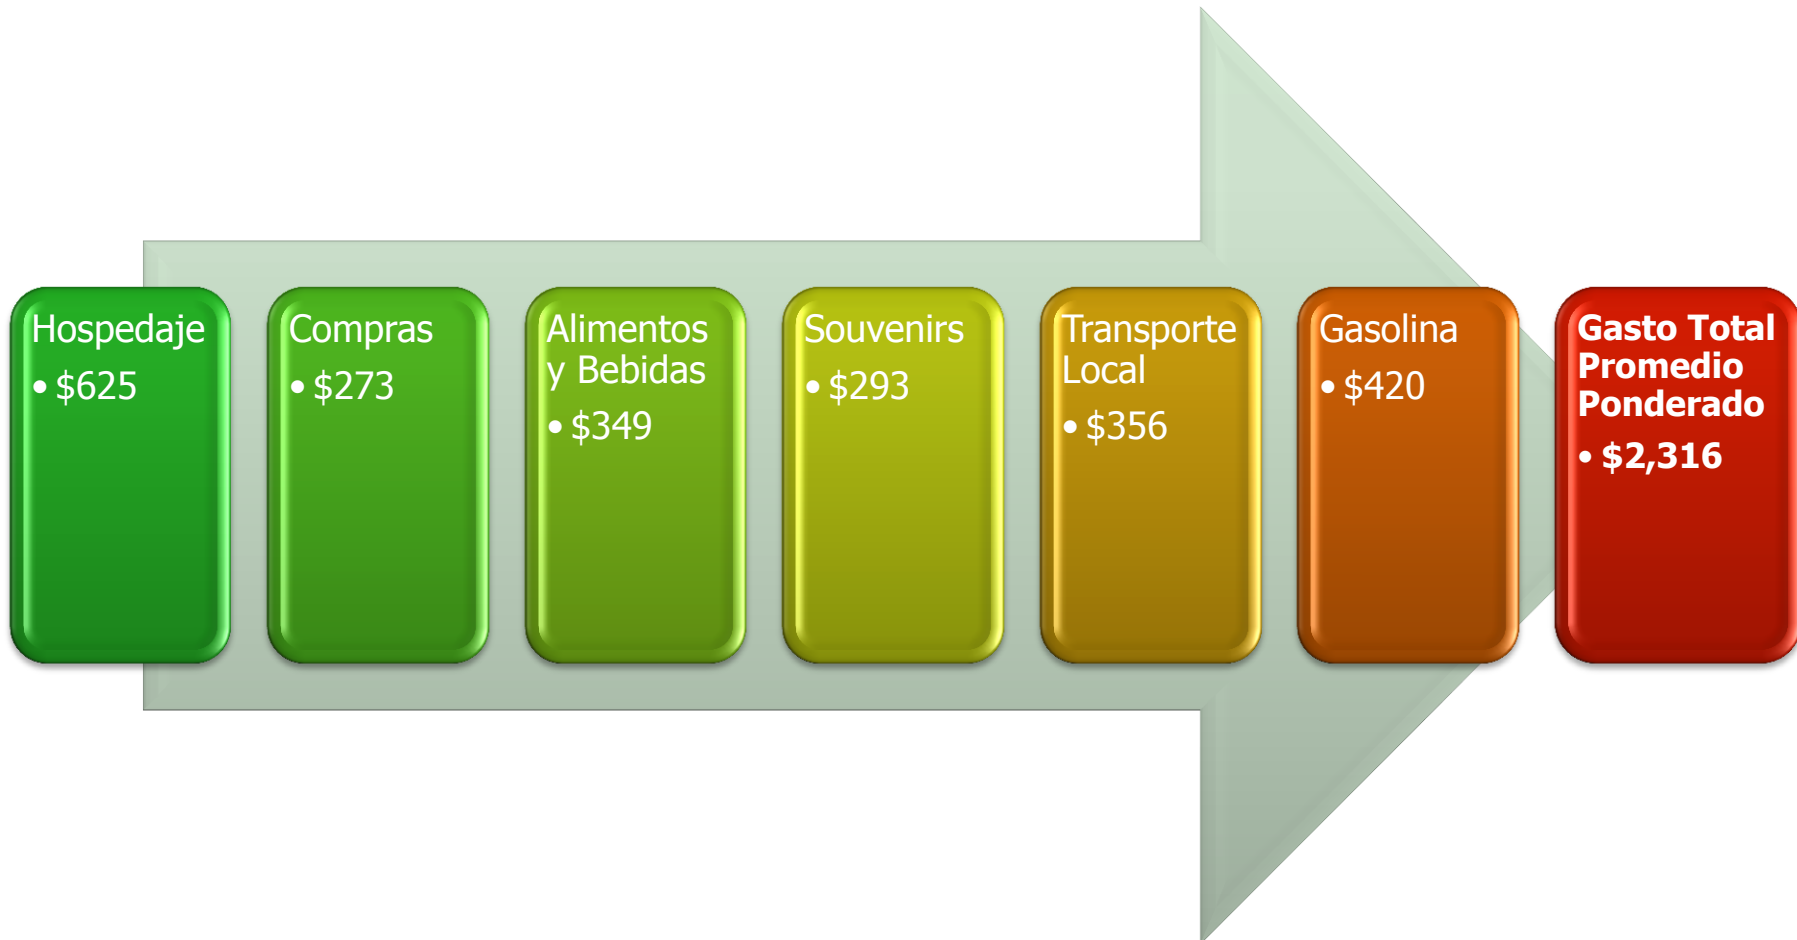 Hospedaje
• $625
Compras
• $273
Alimentos
y Bebidas
• $349
Souvenirs
• $293
Transporte
Local
• $356
Gasolina
• $420
Gasto Total
Promedio
Ponderado
• $2,316